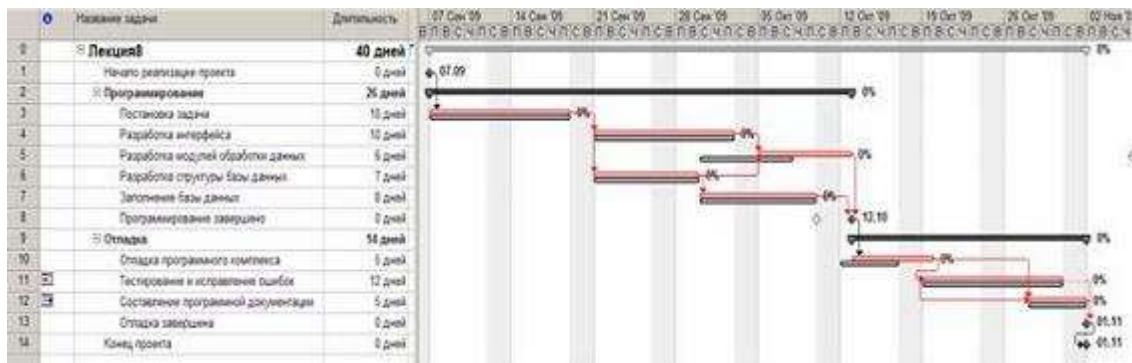 Название задачи Длительность 07 Сен '09 14 Сен '09 21 Сен '09 28 Сен '09 05 Окт '09 12 Окт '09 19 Окт '09 26 Окт '09 02 Ноя '0
0 Лекция8 40 дней 0%
1 Начало реализации проекта 0 дней 07.09
2 Программирование 26 дней 0%
3 Постановка задачи 10 дней 0%
4 Разработка интерфейса 10 дней 0%
5 Разработка модулей обработки данных 6 дней 0%
6 Разработка структуры базы данных 7 дней 0%
7 Заполнение базы данных 8 дней 0%
8 Программирование завершено 0 дней 12.10
9 Отладка 14 дней 0%
10 Отладка программного комплекса 5 дней 0%
11 Тестирование и исправление ошибок 12 дней 0%
12 Составление программной документации 5 дней 0%
13 Отладка завершена 0 дней 01.11
14 Конец проекта 0 дней 01.11